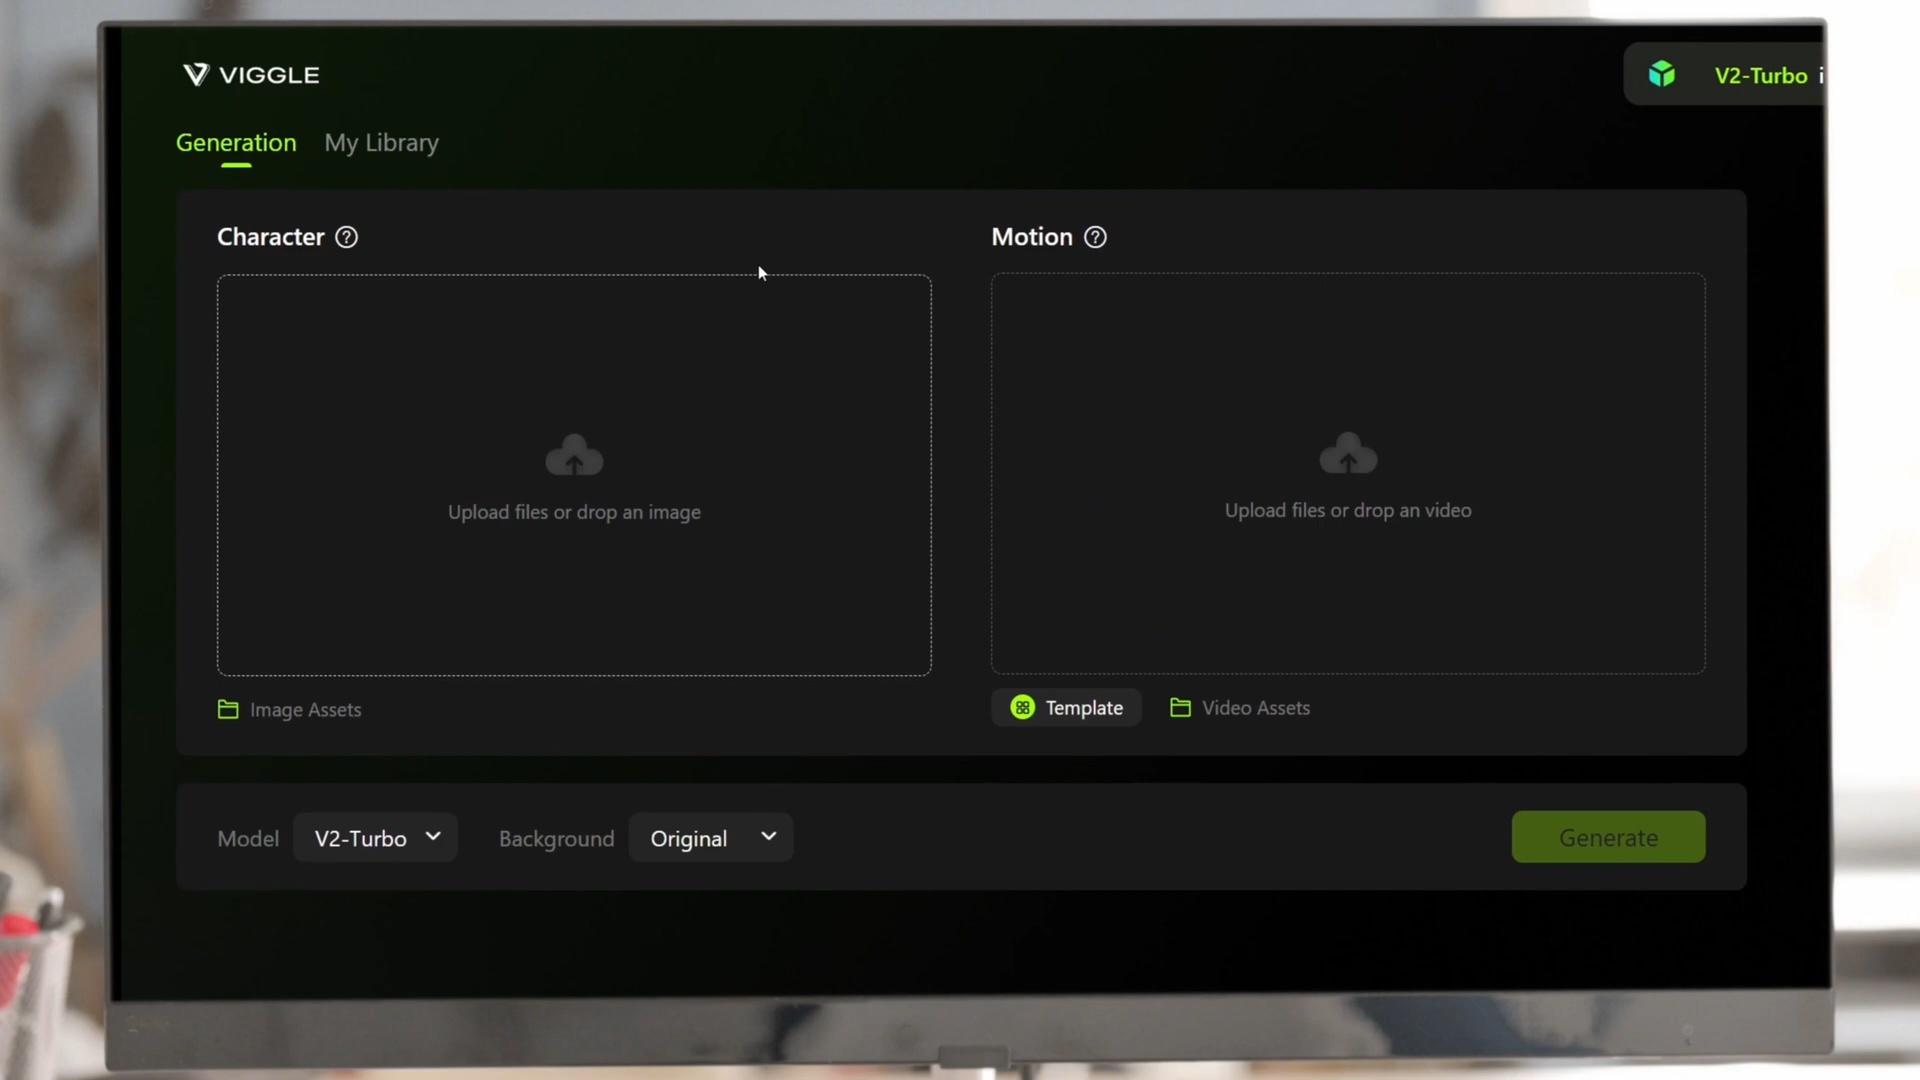 VIGGLE
V2-Turbo i
Generation My Library
Character
Motion
Upload files or drop an image
Upload files or drop an video
Image Assets
Template
Video Assets
Model V2-Turbo Background Original Generate